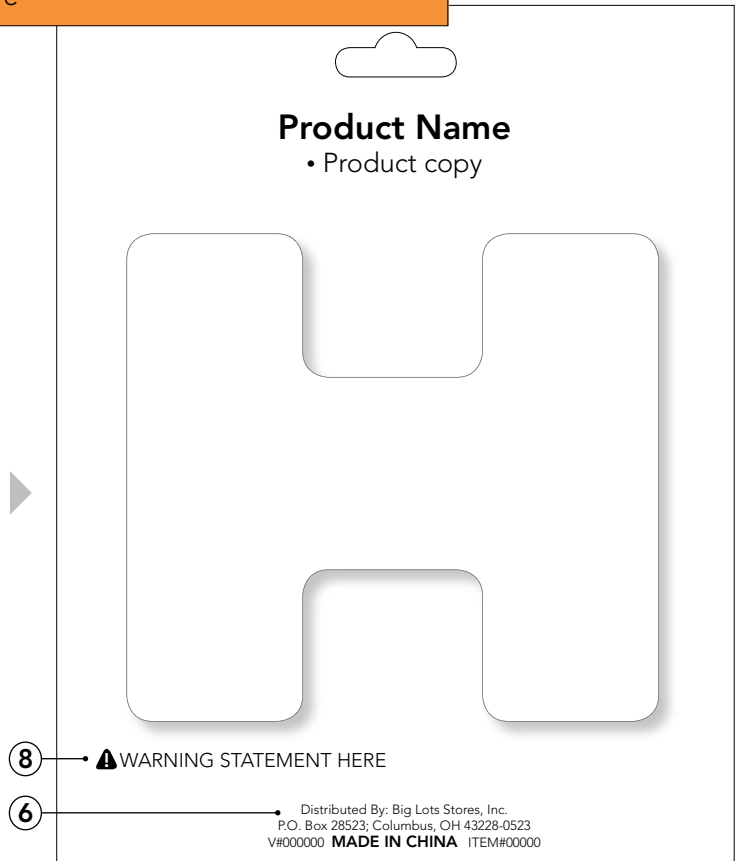 Product Name
• Product copy
8 WARNING STATEMENT HERE
6 Distributed By: Big Lots Stores, Inc.
P.O. Box 28523; Columbus, OH 43228-0523
V#000000 MADE IN CHINA ITEM#00000